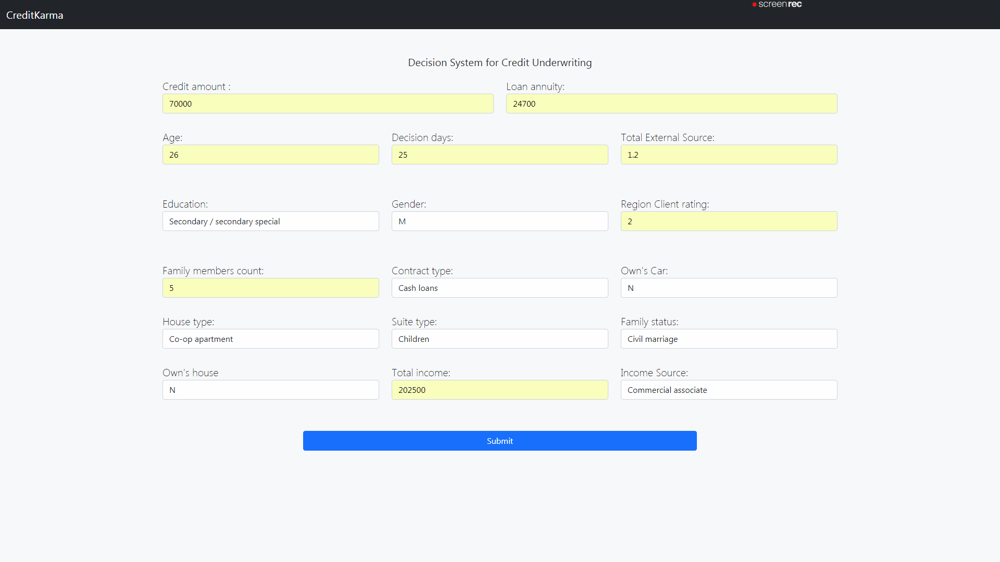 screenrec
CreditKarma
Decision System for Credit Underwriting
Credit amount :
Loan annuity:
70000
24700
Age:
Decision days:
Total External Source:
26
25
1.2
Education:
Gender:
Region Client rating:
Secondary / secondary special
M
2
Family members count:
Contract type:
Own's Car:
5
Cash loans
N
House type:
Suite type:
Family status:
Co-op apartment
Children
Civil marriage
Own's house
Total income:
Income Source:
N
202500
Commercial associate
Submit